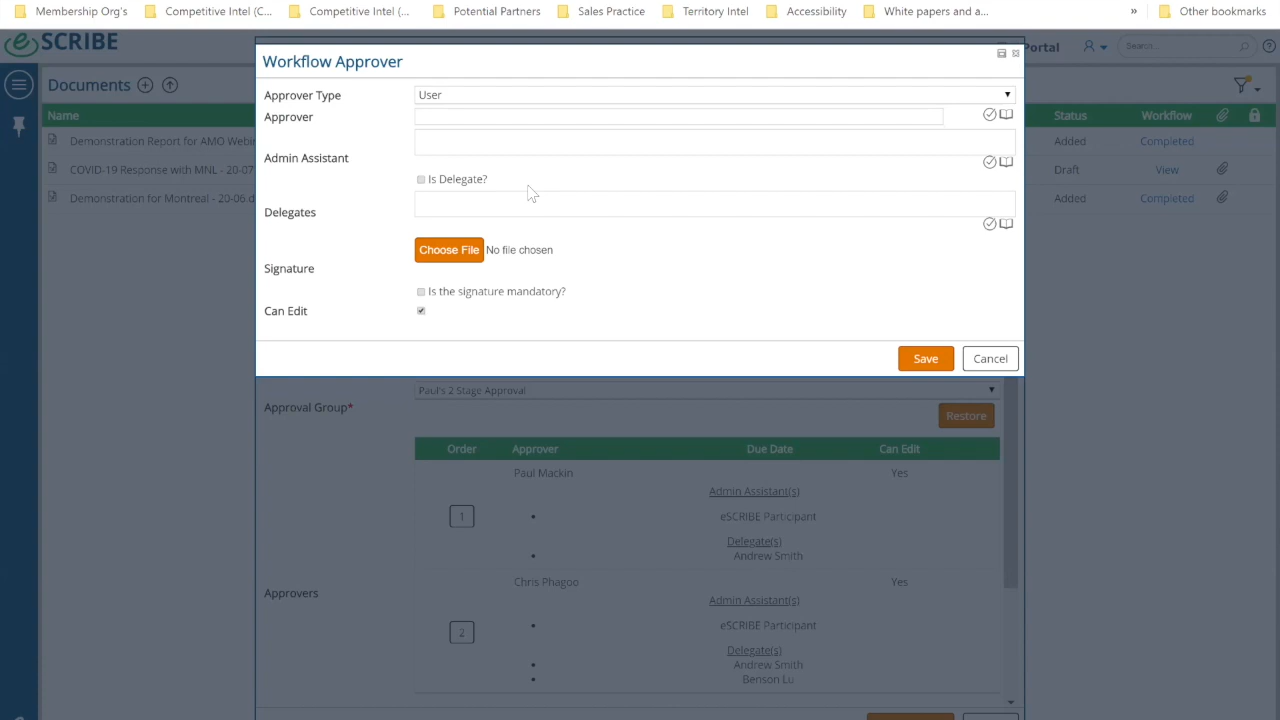 Membership Org's
Competitive Intel (C...
Competitive Intel (...
Potential Partners
Sales Practice
Territory Intel
Accessibility
White papers and a...
»
Other bookmarks
eSCRIBE
Portal
Search...
Documents
Workflow Approver
Approver Type
User
Approver
Admin Assistant
Is Delegate?
Delegates
Choose File No file chosen
Signature
Is the signature mandatory?
Can Edit
Save
Cancel
Name
Status
Workflow
Demonstration Report for AMO Webi
Added
Completed
COVID-19 Response with MNL - 20-07
Draft
View
Demonstration for Montreal - 20-06.d
Added
Completed
Paul's 2 Stage Approval
Approval Group*
Restore
Order
Approver
Due Date
Can Edit
Paul Mackin
Yes
Admin Assistant(s)
1
eSCRIBE Participant
Delegate(s)
Andrew Smith
Chris Phagoo
Yes
Approvers
Admin Assistant(s)
2
eSCRIBE Participant
Delegate(s)
Andrew Smith
Benson Lu